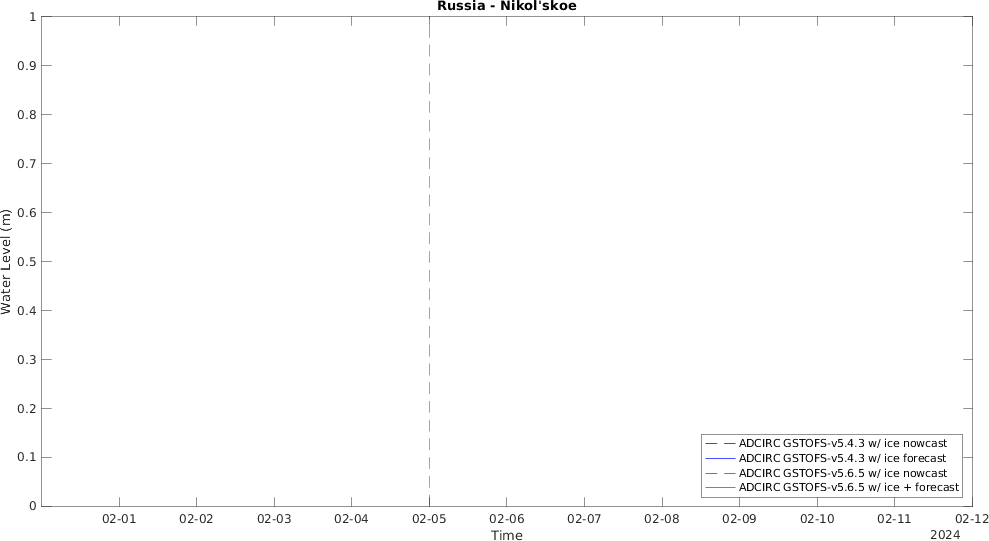 Russia - Nikol'skoe
1
0.9
0.8
0.7
0.6
0.5
0.4
0.3
0.2
0.1
0
Water Level (m)
ADCIRC GSTOFS-v5.4.3 w/ ice nowcast
ADCIRC GSTOFS-v5.4.3 w/ ice forecast
ADCIRC GSTOFS-v5.6.5 w/ ice nowcast
ADCIRC GSTOFS-v5.6.5 w/ ice + forecast
02-01 02-02 02-03 02-04 02-05 02-06 02-07 02-08 02-09 02-10 02-11 02-12
Time
2024